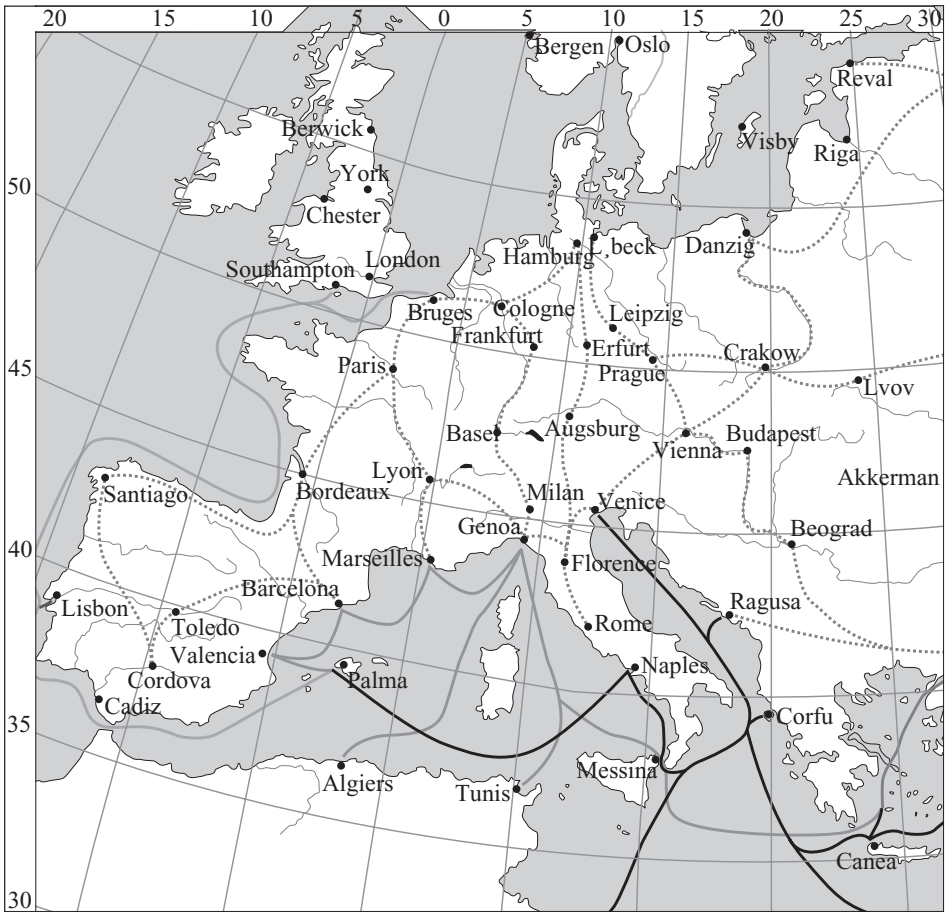 20 15 10 5 0 5 10 15 20 25 30
Bergen Oslo
Reval
Berwick
Visby
Riga
York
50
Chester
Danzig
L¸beck
Hamburg
London
Southampton
Cologne
Bruges
Leipzig
Frankfurt
Erfurt
Crakow
45
Paris
Prague
Lvov
Basel
Augsburg
Budapest
Vienna
Lyon
Akkerman
Santiago
Bordeaux
Milan
Venice
Genoa
Beograd
40
Marseilles
Florence
Barcelona
Lisbon
Ragusa
Toledo
Rome
Valencia
Naples
Cordova
Palma
Cadiz
Corfu
35
Messina
Algiers
Tunis
Canea
30